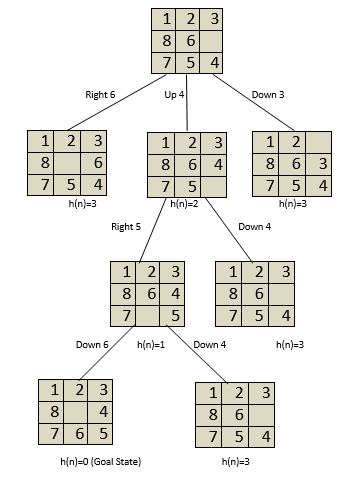 1 2 3
8 6
7 5 4
Right 6 Up 4 Down 3
1 2 3
8 6
7 5 4
h(n)=3
1 2 3
8 6 4
7 5
h(n)=2
1 2
8 6 3
7 5 4
h(n)=3
Right 5 Down 4
1 2 3
8 6 4
7 5
h(n)=1
1 2 3
8 6
7 5 4
h(n)=3
Down 6 Down 4
1 2 3
8 4
7 6 5
h(n)=0 (Goal State)
1 2 3
8 6
7 5 4
h(n)=3